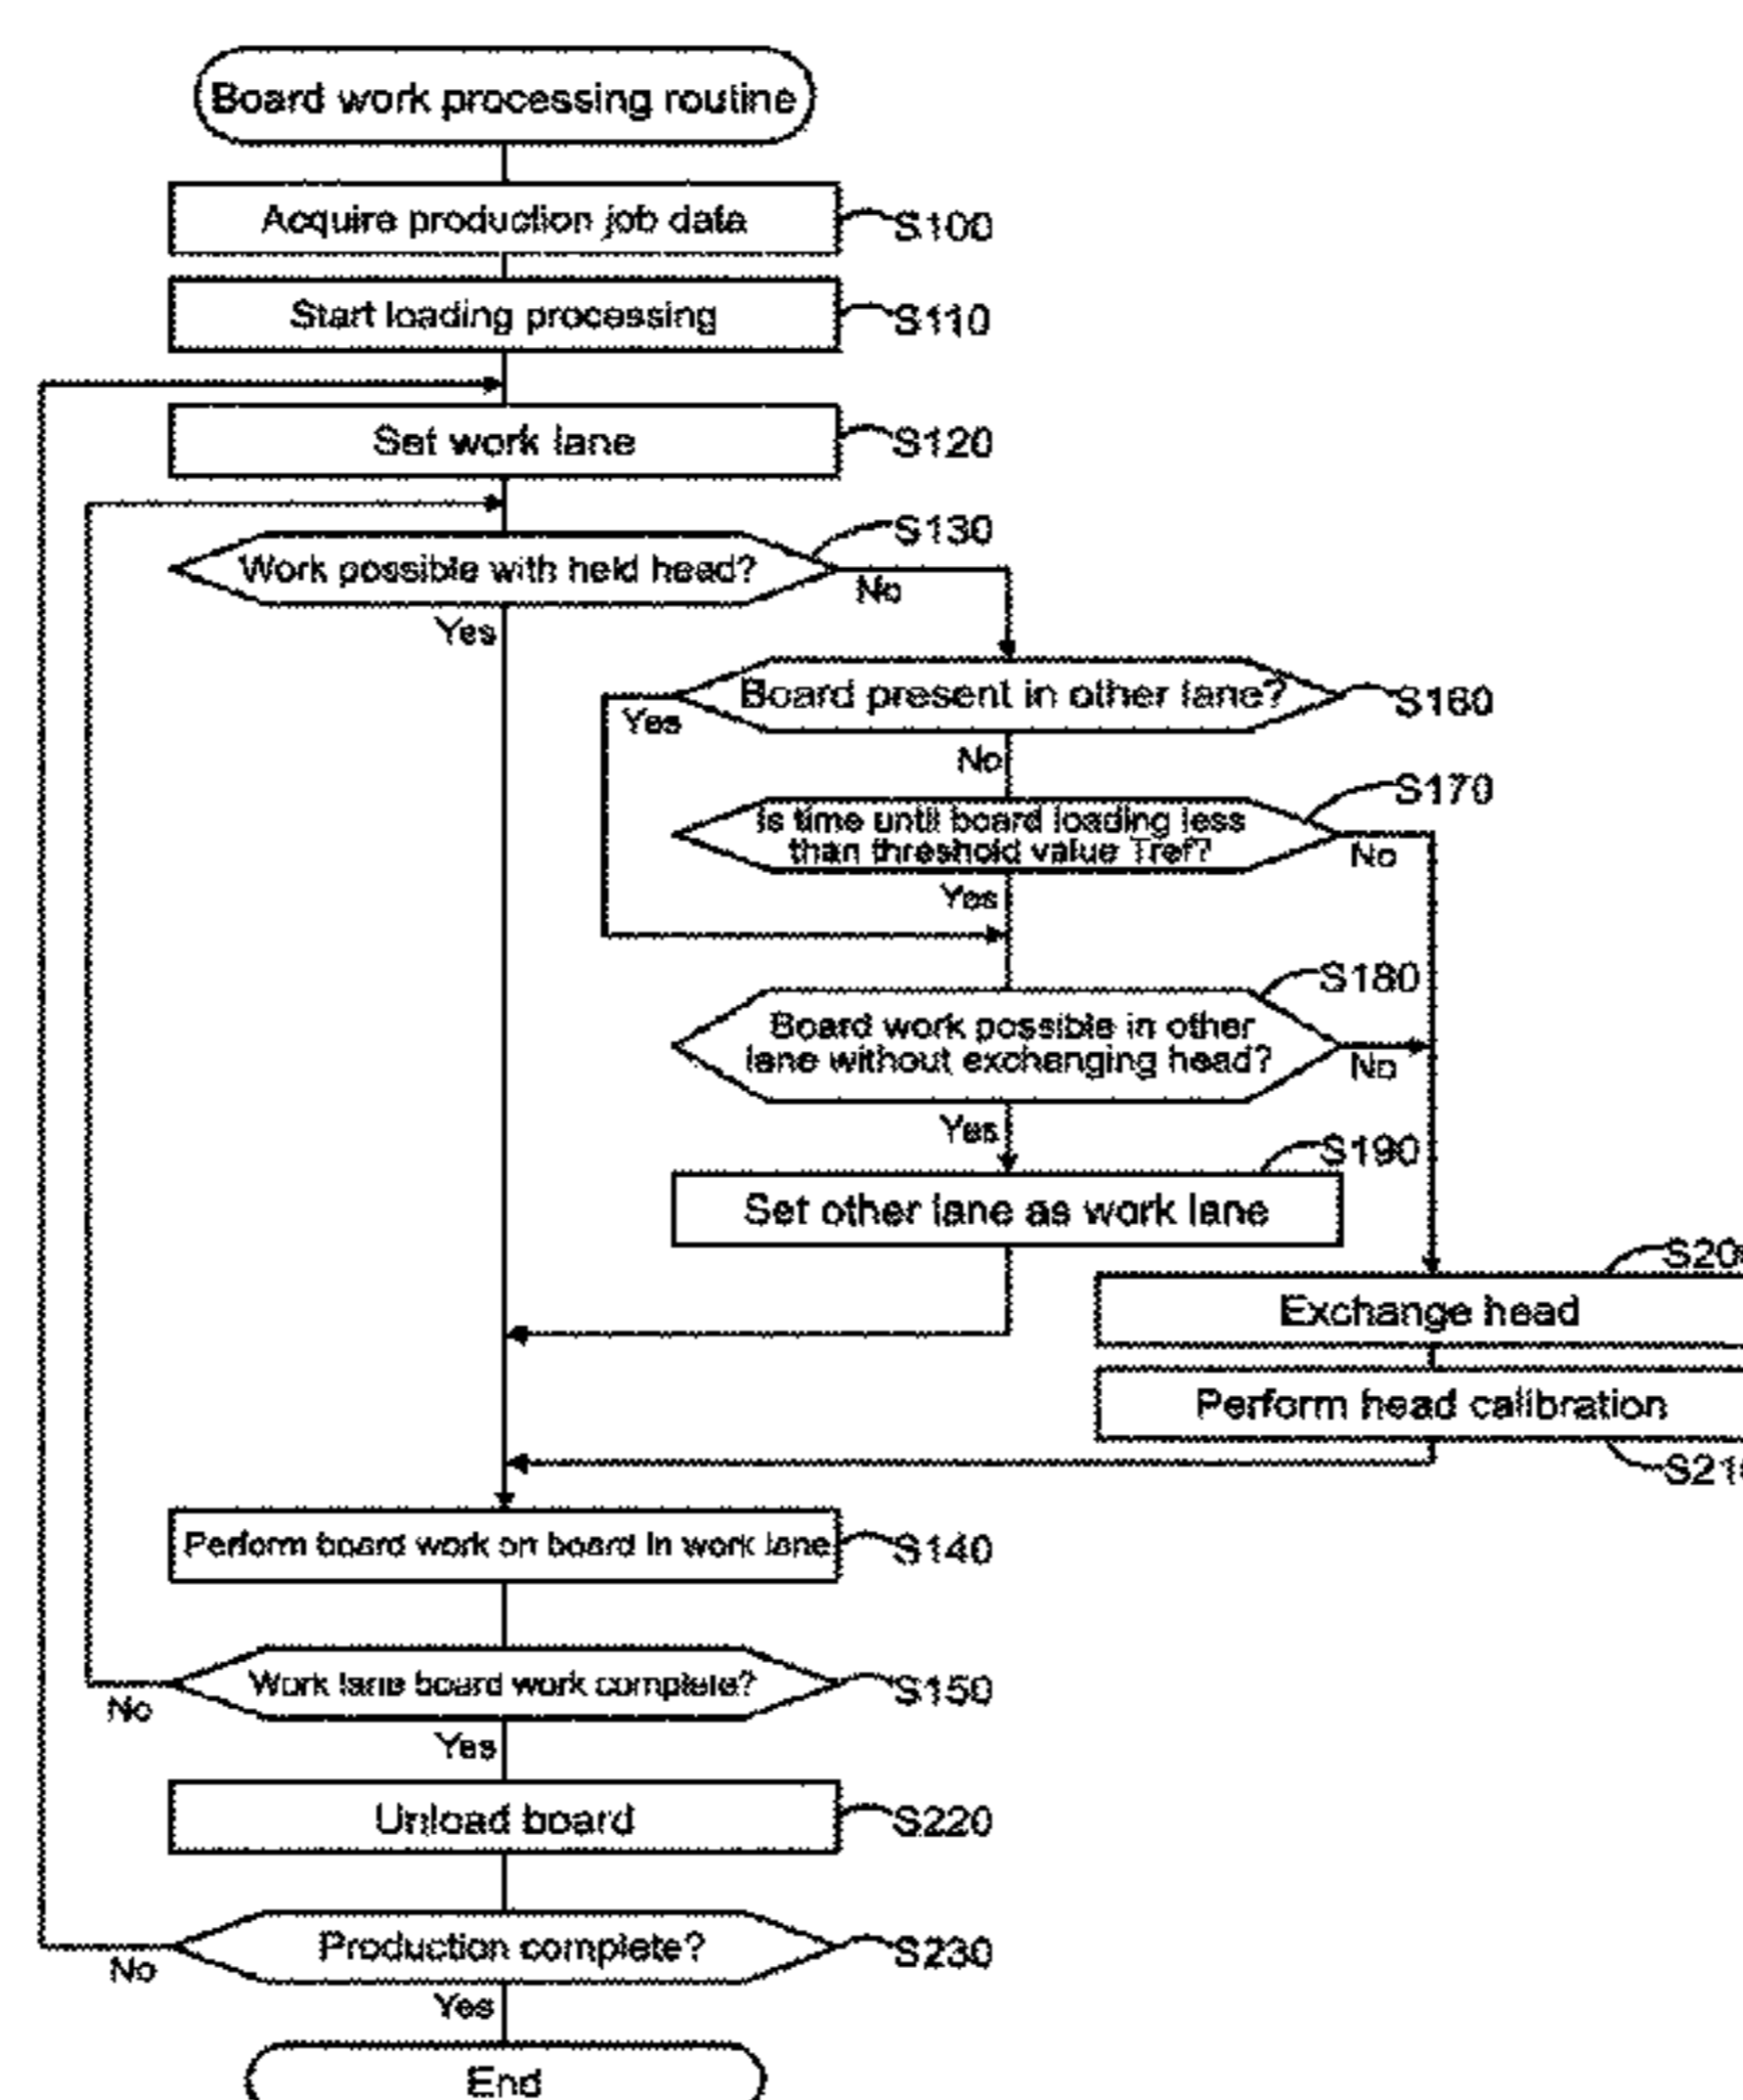 Board work processing routine
Acquire production job data
S100
Start loading processing
S110
Set work lane
S120
S130
Work possible with held head?
No
Yes
Board present in other lane?
S160
Yes
No
S170
Is time until board loading less
than threshold value Tref?
No
Yes
S180
Board work possible in other
lane without exchanging head?
No
Yes
S190
Set other lane as work lane
S20
Exchange head
Perform head calibration
S21
Perform board work on board in work lane
S140
Work lane board work complete?
S150
No
Yes
Unload board
S220
Production complete?
S230
No
Yes
End